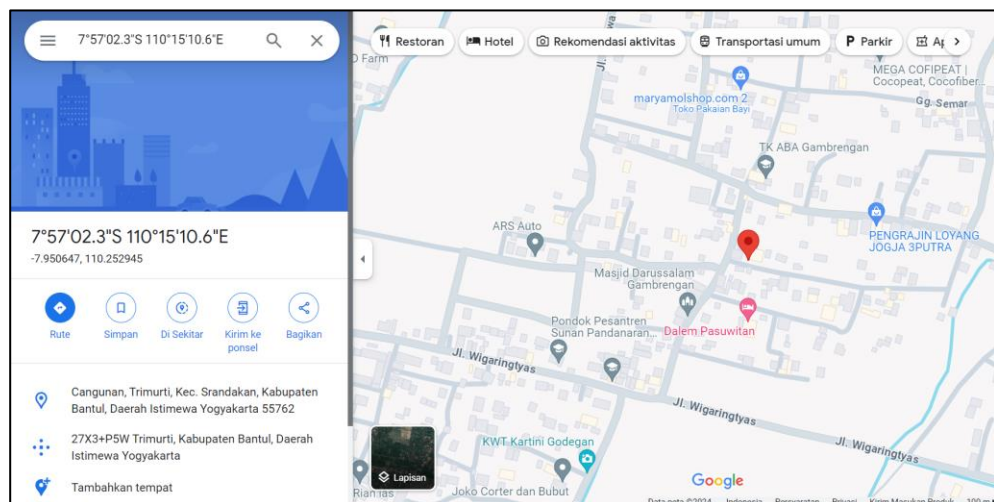 7°57'02.3"S 110°15'10.6"E
7°57'02.3"S 110°15'10.6"E
-7.950647, 110.252945
Rute
Simpan
Di Sekitar
Kirim ke
ponsel
Bagikan
Cangunan, Trimurti, Kec. Srandakan, Kabupaten
Bantul, Daerah Istimewa Yogyakarta 55762
27X3+P5W Trimurti, Kabupaten Bantul, Daerah
Istimewa Yogyakarta
Tambahkan tempat
Restoran
Hotel
Rekomendasi aktivitas
Transportasi umum
P Parkir
Farm
MEGA COFIPEAT |
Cocopeat, Cocofiber...
Gg. Semar
maryamolshop.com 2
Toko Pakaian Bayi
TK ABA Gambrengan
PENGRAJIN LOYANG
JOGJA 3PUTRA
ARS Auto
Masjid Darussalam
Gambrengan
Dalem Pasuwitan
Pondok Pesantren
Sunan Pandanaran...
Jl. Wigaringtyas
Jl. Wigaringtyas
Jl. Wigaringtyas
KWT Kartini Godegan
Joko Corter dan Bubut
Lapisan
Google